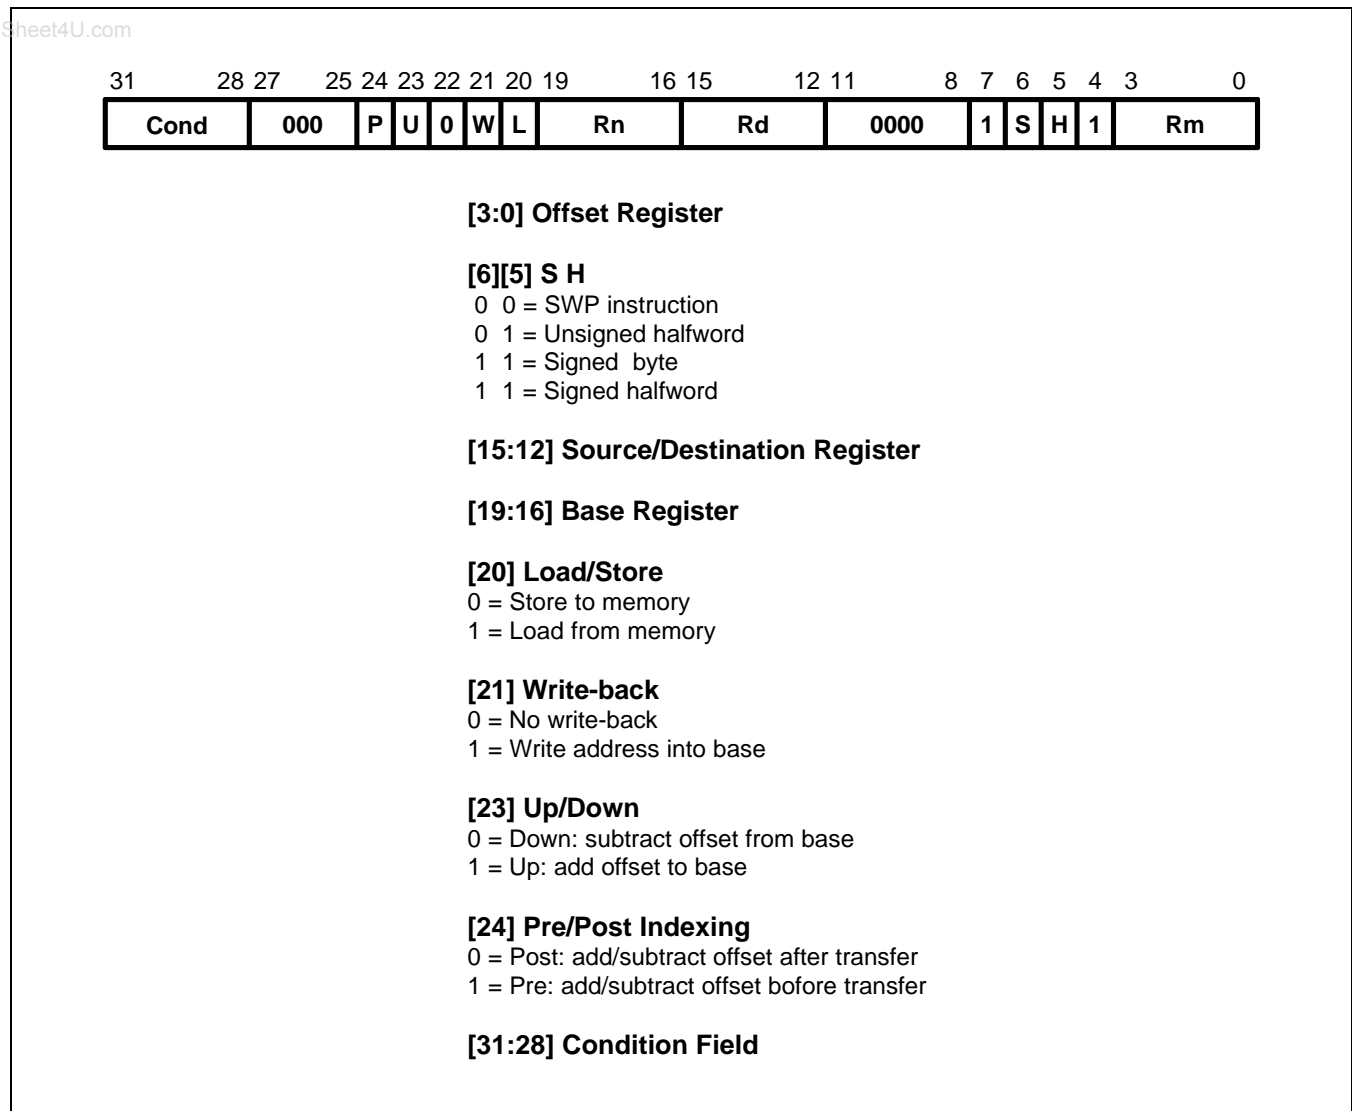 Sheet4U.com
31 28 27 25 24 23 22 21 20 19 16 15 12 11 8 7 6 5 4 3 0
Cond 000 P U 0 W L Rn Rd 0000 1 S H 1 Rm
[3:0] Offset Register
[6][5] S H
0 0 = SWP instruction
0 1 = Unsigned halfword
1 1 = Signed byte
1 1 = Signed halfword
[15:12] Source/Destination Register
[19:16] Base Register
[20] Load/Store
0 = Store to memory
1 = Load from memory
[21] Write-back
0 = No write-back
1 = Write address into base
[23] Up/Down
0 = Down: subtract offset from base
1 = Up: add offset to base
[24] Pre/Post Indexing
0 = Post: add/subtract offset after transfer
1 = Pre: add/subtract offset bofore transfer
[31:28] Condition Field